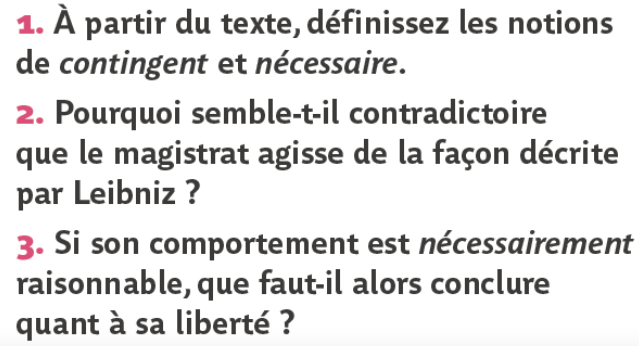 1. À partir du texte, définissez les notions
de contingent et nécessaire.
2. Pourquoi semble-t-il contradictoire
que le magistrat agisse de la façon décrite
par Leibniz ?
3. Si son comportement est nécessairement
raisonnable, que faut-il alors conclure
quant à sa liberté ?